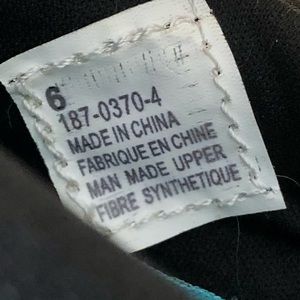 6
187-0370-4
MADE IN CHINA
FABRIQUE EN CHINE
MAN MADE UPPER
FIBRE SYNTHETIQUE